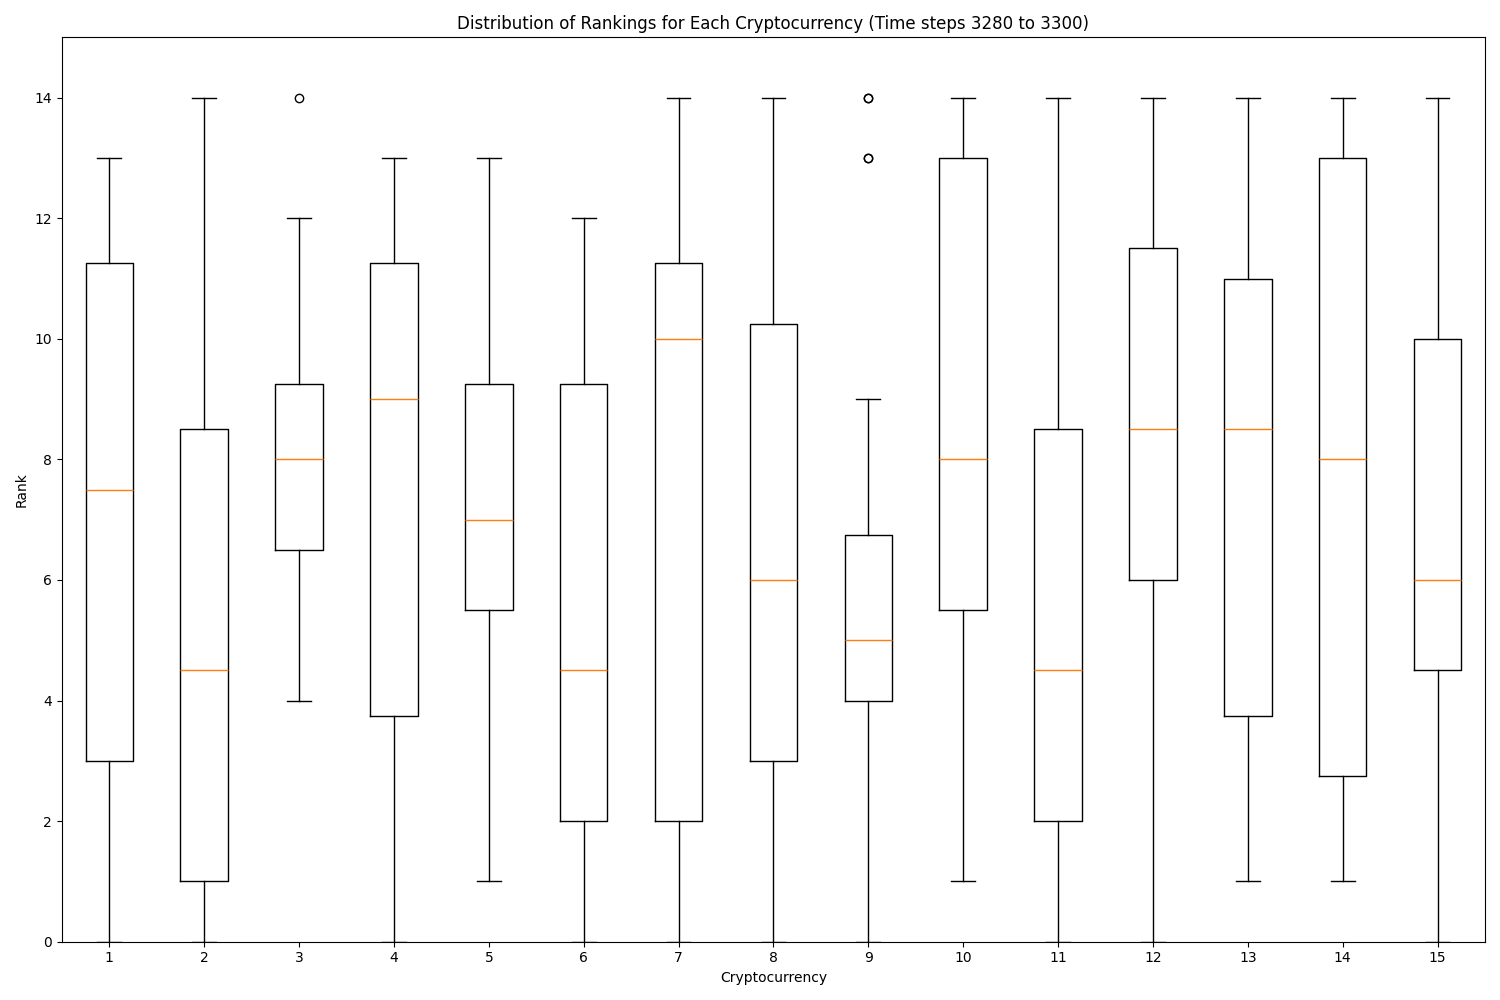 Distribution of Rankings for Each Cryptocurrency (Time steps 3280 to 3300)
14
12
10
8
6
4
2
0
Rank
1 2 3 4 5 6 7 8 9 10 11 12 13 14 15
Cryptocurrency